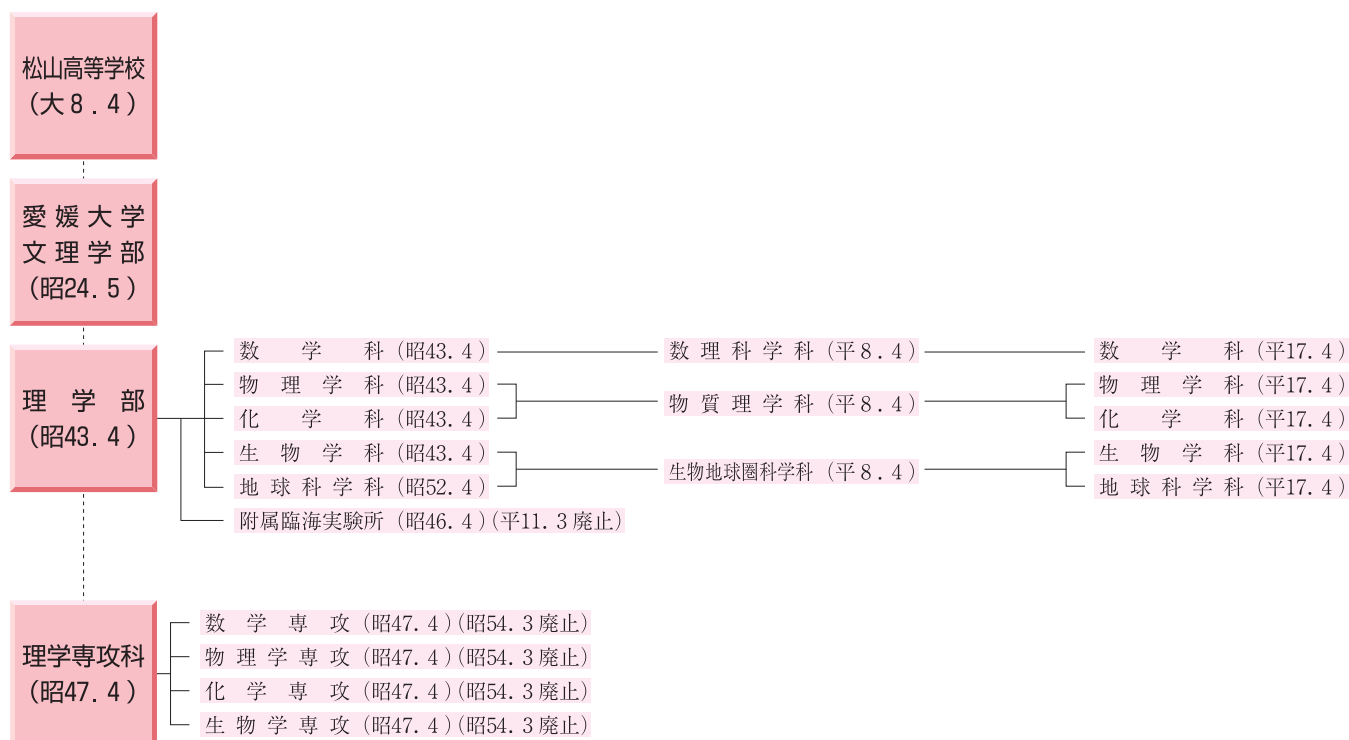 松山高等学校
(大8.4)
愛媛大学
文理学部
(昭24.5)
理学部
(昭43.4)
数学科(昭43.4)
数理科学科(平8.4)
数学科(平17.4)
物理学科(昭43.4)
物質理学科(平8.4)
物理学科(平17.4)
化学科(昭43.4)
化学科(平17.4)
生物学科(昭43.4)
生物地球圏科学科(平8.4)
生物学科(平17.4)
地球科学科(昭52.4)
地球科学科(平17.4)
附属臨海実験所(昭46.4)(平11.3廃止)
理学専攻科
(昭47.4)
数学専攻(昭47.4)(昭54.3廃止)
物理学専攻(昭47.4)(昭54.3廃止)
化学専攻(昭47.4)(昭54.3廃止)
生物学専攻(昭47.4)(昭54.3廃止)